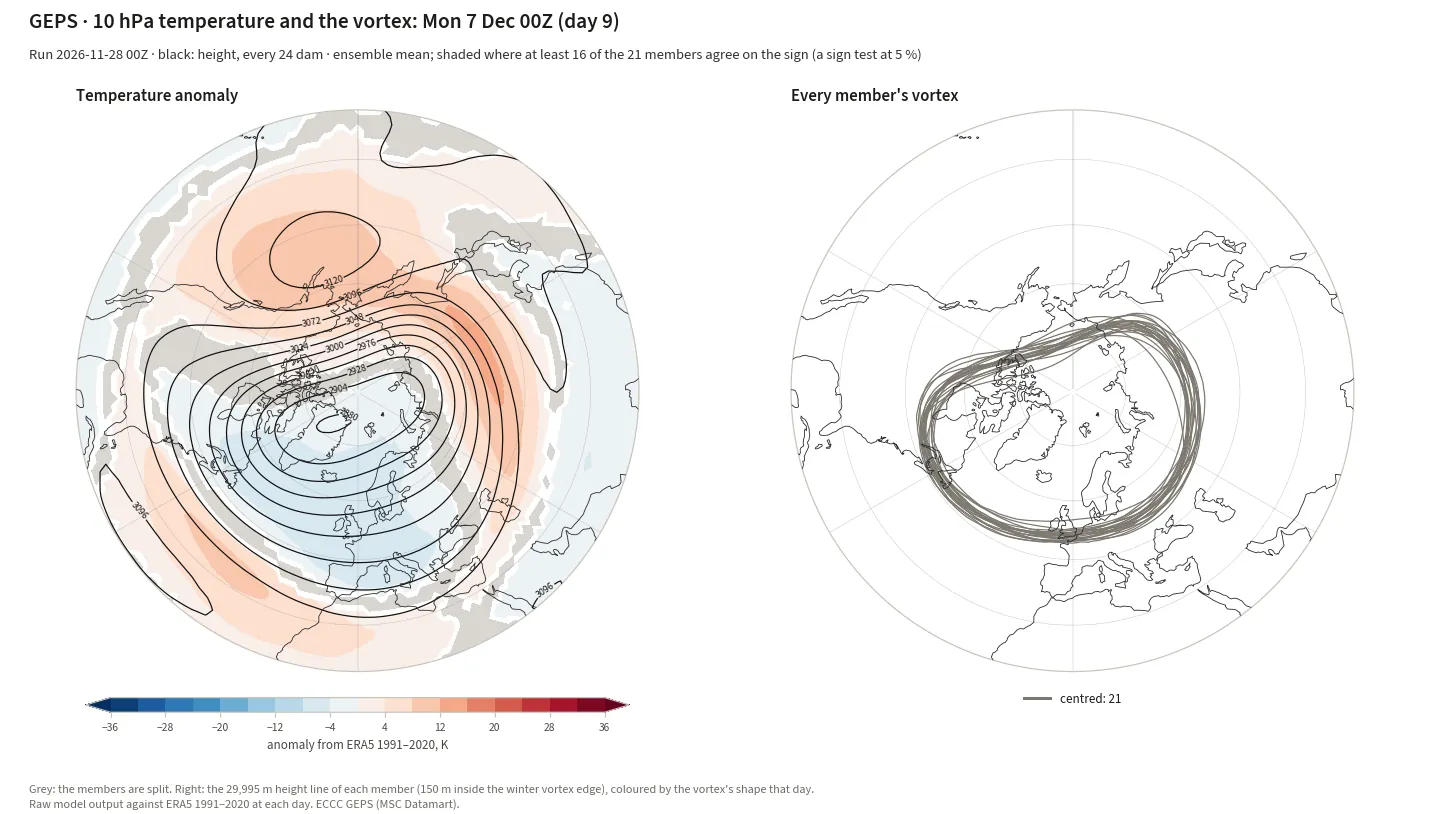 GEPS · 10 hPa temperature and the vortex: Mon 7 Dec 00Z (day 9)
Run 2026-11-28 00Z · black: height, every 24 dam · ensemble mean; shaded where at least 16 of the 21 members agree on the sign (a sign test at 5 %)
Temperature anomaly
Every member's vortex
3120
3096
3072
3048
3024
3000
2976
2928
2904
2880
3096
3096
centred: 21
−36 −28 −20 −12 −4 4 12 20 28 36
anomaly from ERA5 1991–2020, K
Grey: the members are split. Right: the 29,995 m height line of each member (150 m inside the winter vortex edge), coloured by the vortex's shape that day.
Raw model output against ERA5 1991–2020 at each day. ECCC GEPS (MSC Datamart).